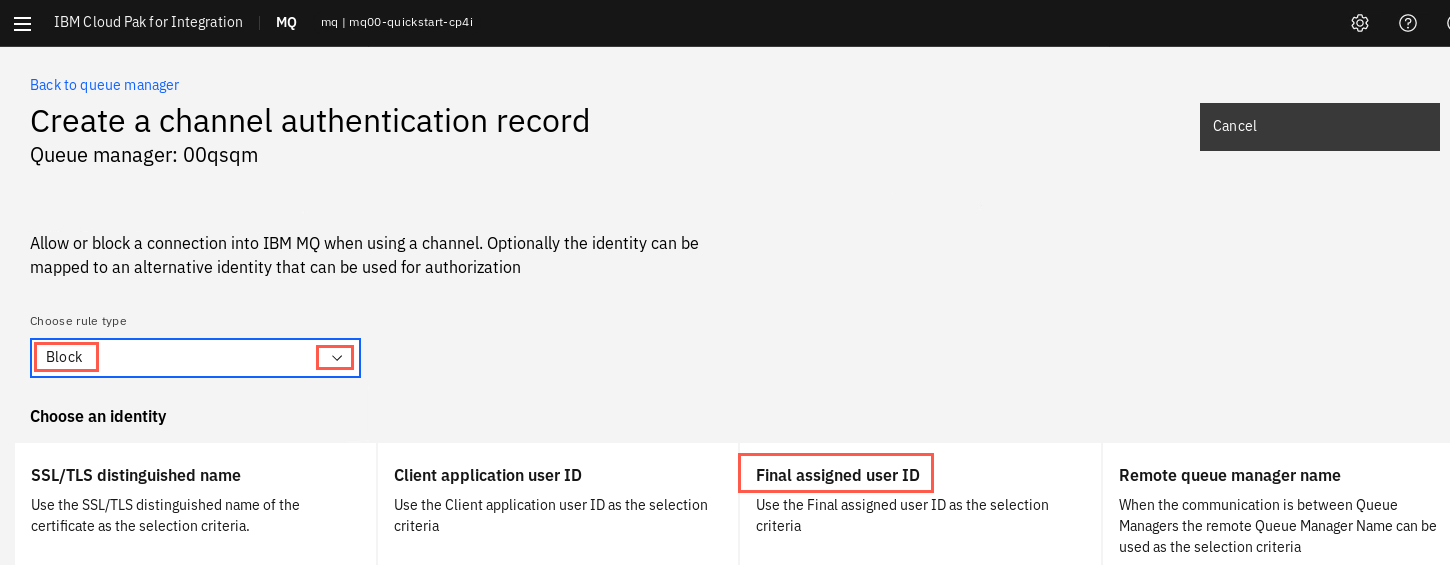 IBM Cloud Pak for Integration MQ mq | mq00-quickstart-cp4i
Back to queue manager
Create a channel authentication record
Cancel
Queue manager: 00qsqm
Allow or block a connection into IBM MQ when using a channel. Optionally the identity can be
mapped to an alternative identity that can be used for authorization
Choose rule type
Block
Choose an identity
SSL/TLS distinguished name
Use the SSL/TLS distinguished name of the
certificate as the selection criteria.
Client application user ID
Use the Client application user ID as the selection
criteria
Final assigned user ID
Use the Final assigned user ID as the selection
criteria
Remote queue manager name
When the communication is between Queue
Managers the remote Queue Manager Name can be
used as the selection criteria